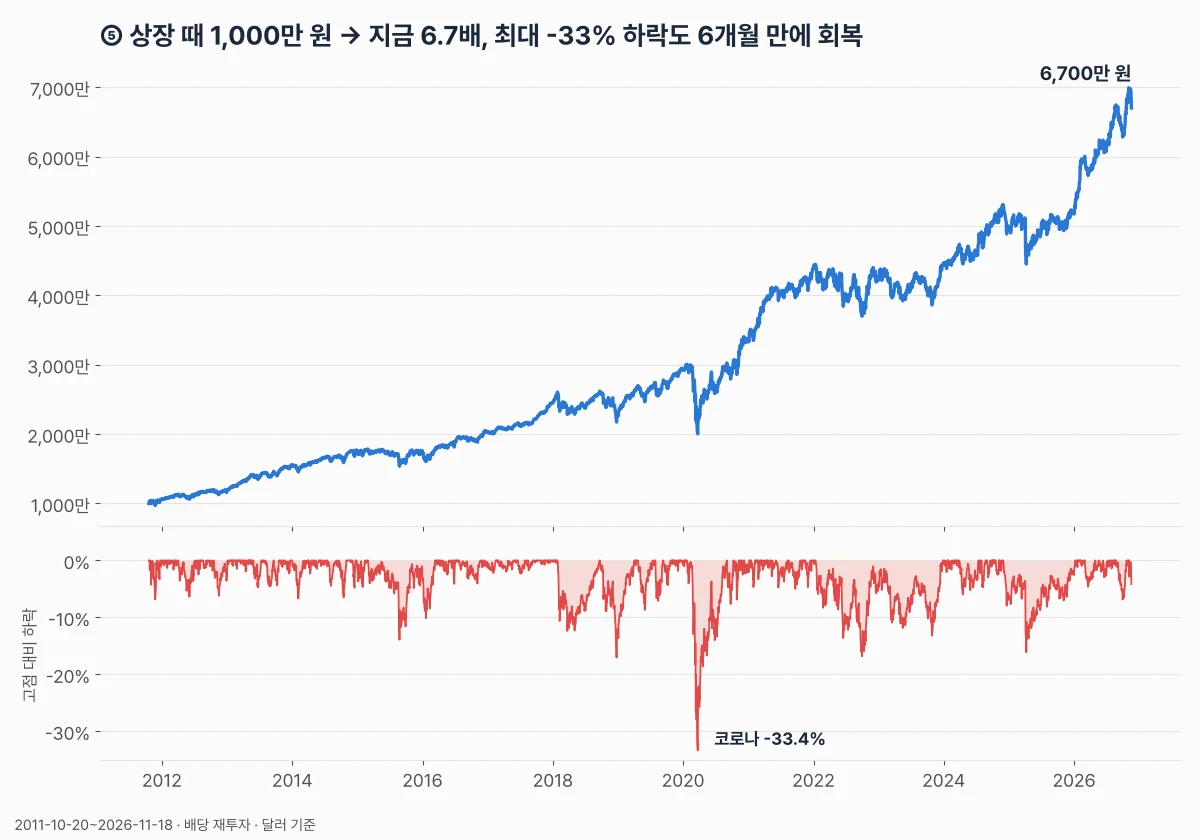 ⑤ 상장 때 1,000만 원 → 지금 6.7배, 최대 -33% 하락도 6개월 만에 회복
6,700만 원
7,000만
6,000만
5,000만
4,000만
3,000만
2,000만
1,000만
고점 대비 하락
0%
-10%
-20%
-30%
코로나 -33.4%
2012 2014 2016 2018 2020 2022 2024 2026
2011-10-20~2026-11-18 · 배당 재투자 · 달러 기준